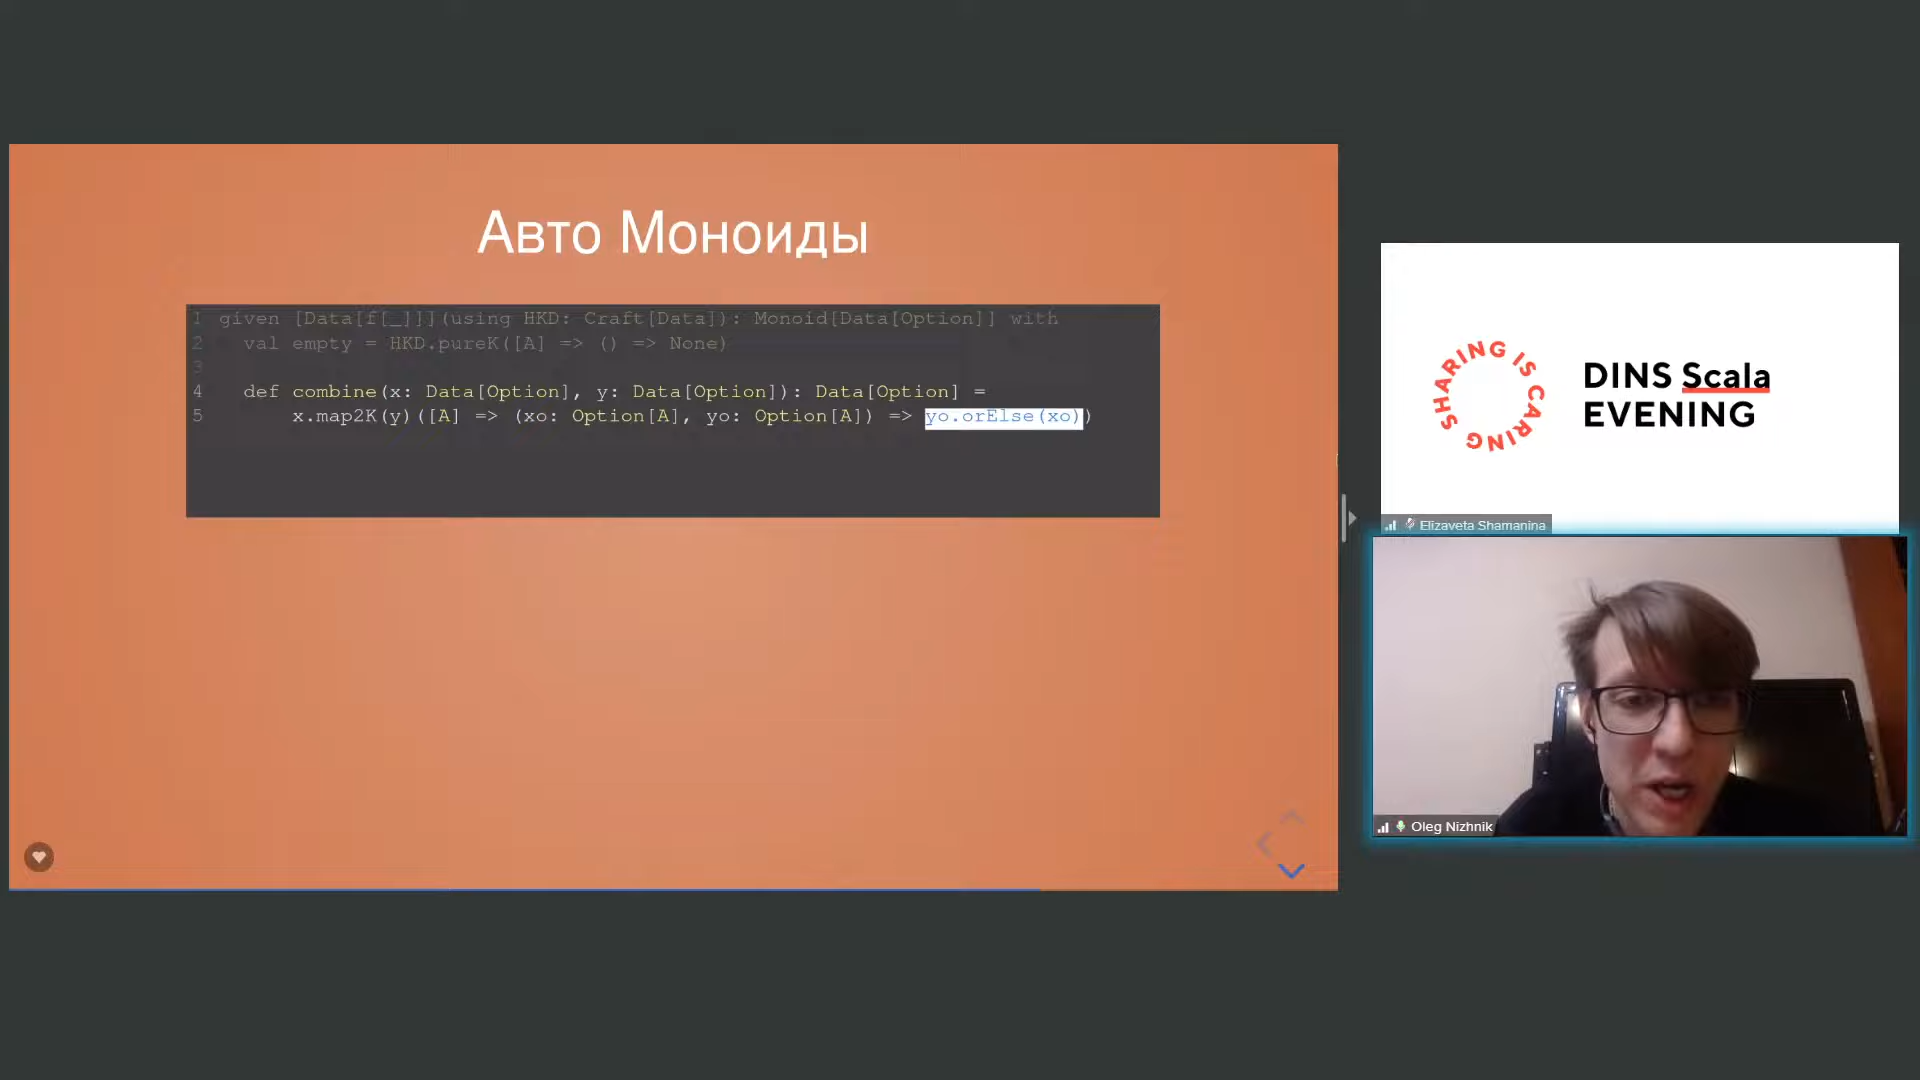 Авто Моноиды
1 given [Data[f[_]]](using HKD: Craft[Data]): Monoid[Data[Option]] with
2 val empty = HKD.pureK([A] => () => None)
3
4 def combine(x: Data[Option], y: Data[Option]): Data[Option] =
5 x.map2K(y)([A] => (xo: Option[A], yo: Option[A]) => yo.orElse(xo))
SHARING IS CARING
DINS Scala
EVENING
Elizaveta Shamanina
Oleg Nizhnik